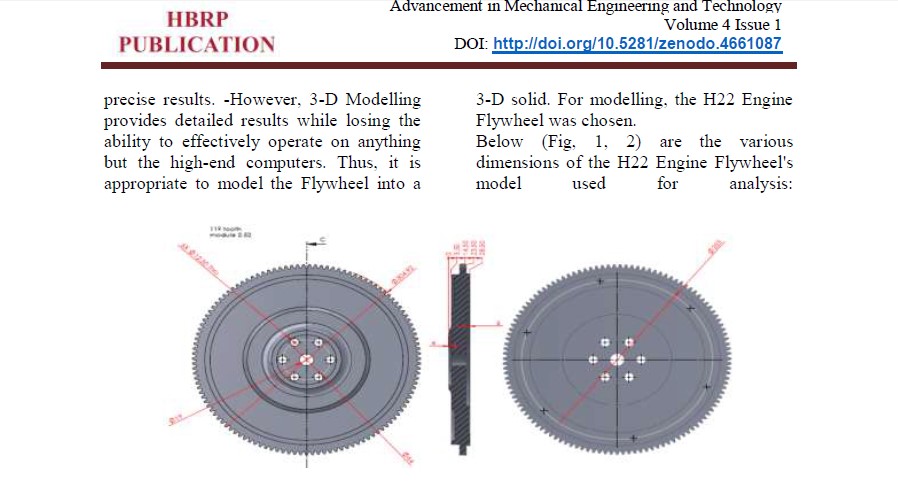 HBRP
PUBLICATION
Advancement in Mechanical Engineering and Technology
Volume 4 Issue 1
DOI: http://doi.org/10.5281/zenodo.4661087
precise results. -However, 3-D Modelling
provides detailed results while losing the
ability to effectively operate on anything
but the high-end computers. Thus, it is
appropriate to model the Flywheel into a
3-D solid. For modelling, the H22 Engine
Flywheel was chosen.
Below (Fig, 1, 2) are the various
dimensions of the H22 Engine Flywheel's
model used for analysis:
tooth
module
C